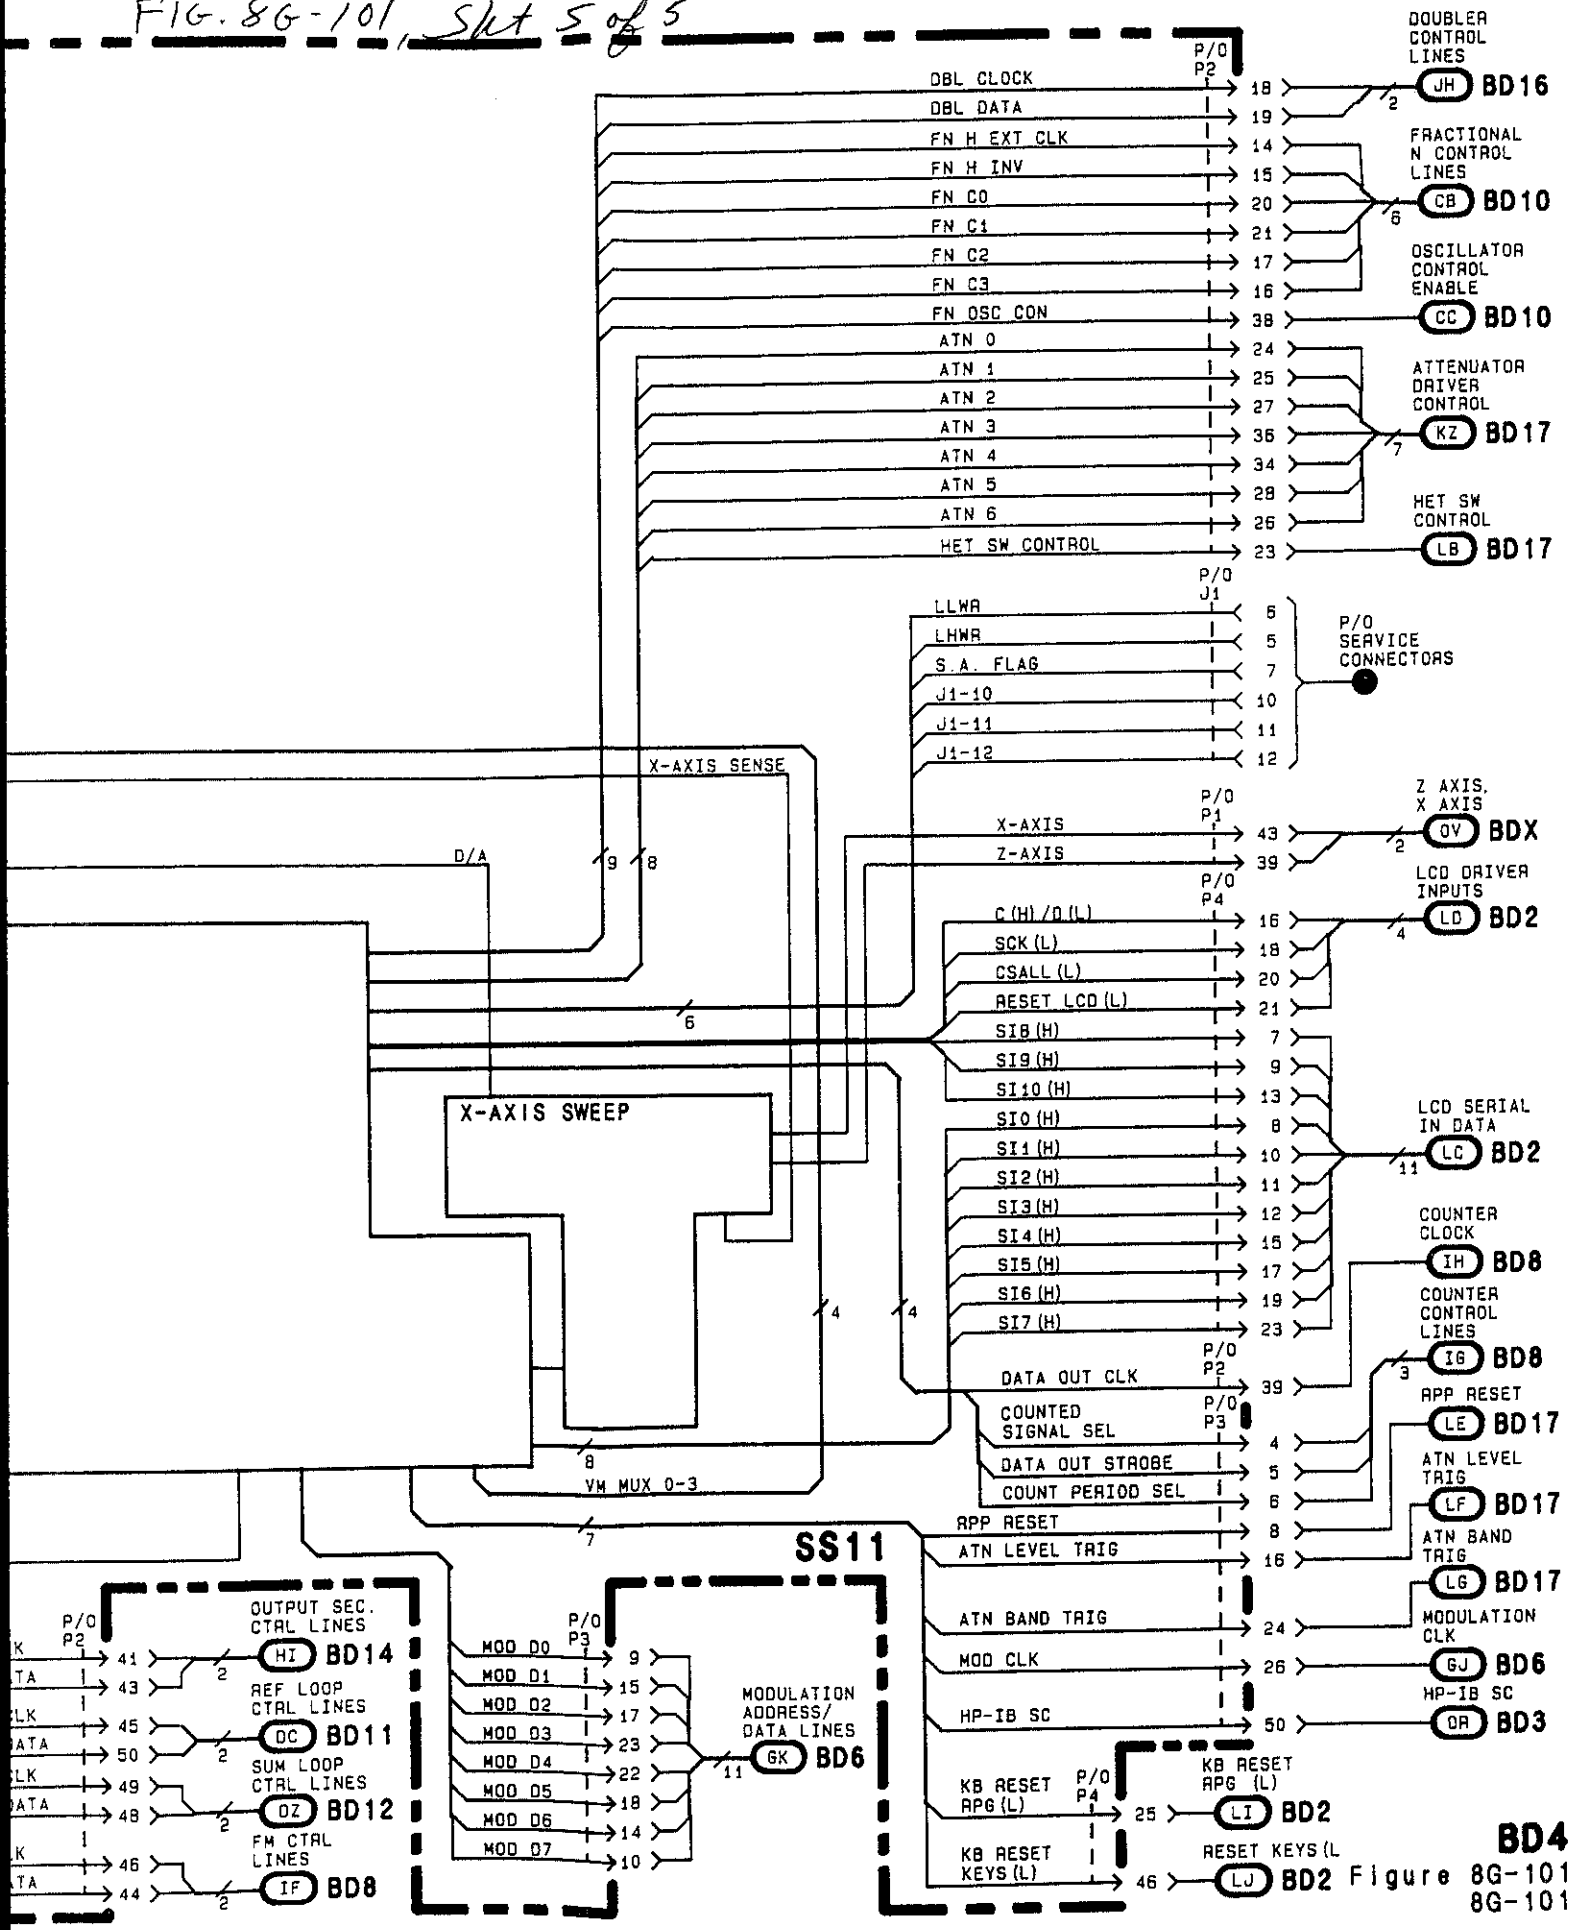 FIG. 8G-101, Sht 5 of 5
DOUBLER
CONTROL
LINES
P/O
P2
DBL CLOCK 18
JH BD16
2
DBL DATA 19
FN H EXT CLK 14
FRACTIONAL
N CONTROL
LINES
FN H INV 15
FN C0 20
CB BD10
6
FN C1 21
FN C2 17
OSCILLATOR
CONTROL
ENABLE
FN C3 16
FN OSC CON 38
CC BD10
ATN 0 24
ATN 1 25
ATTENUATOR
DRIVER
CONTROL
ATN 2 27
ATN 3 36
KZ BD17
7
ATN 4 34
ATN 5 28
ATN 6 26
HET SW
CONTROL
HET SW CONTROL 23
LB BD17
P/O
J1
LLWR 6
LHWR 5
P/O
SERVICE
CONNECTORS
S.A. FLAG 7
J1-10 10
J1-11 11
J1-12 12
X-AXIS SENSE
Z AXIS,
X AXIS
P/O
P1
X-AXIS 43
OV BDX
2
D/A
9 8
Z-AXIS 39
P/O
P4
LCD DRIVER
INPUTS
C(H)/D(L) 16
LD BD2
4
SCK(L) 18
CSALL(L) 20
RESET LCD(L) 21
6
SI8(H) 7
SI9(H) 9
SI10(H) 13
X-AXIS SWEEP
SI0(H) 8
LCD SERIAL
IN DATA
SI1(H) 10
LC BD2
11
SI2(H) 11
SI3(H) 12
SI4(H) 15
COUNTER
CLOCK
IH BD8
SI5(H) 17
SI6(H) 19
4 4
SI7(H) 23
COUNTER
CONTROL
LINES
IG BD8
3
P/O
P2
DATA OUT CLK 39
P/O
P3
RPP RESET
LE BD17
COUNTED
SIGNAL SEL 4
8
DATA OUT STROBE 5
ATN LEVEL
TRIG
LF BD17
VM MUX 0-3
COUNT PERIOD SEL 6
7
SS11
RPP RESET 8
ATN LEVEL TRIG 16
ATN BAND
TRIG
LG BD17
ATN BAND TRIG 24
MODULATION
CLK
MOD CLK 26
GJ BD6
HP-IB SC
HP-IB SC 50
OR BD3
P/O
P2
OUTPUT SEC.
CTRL LINES
K 41
HI BD14
2
TA 43
REF LOOP
CTRL LINES
LK 45
DC BD11
2
ATA 50
SUM LOOP
CTRL LINES
CLK 49
DZ BD12
2
DATA 48
FM CTRL
LINES
K 46
IF BD8
2
TA 44
P/O
P3
MOD D0 9
MOD D1 15
MOD D2 17
MOD D3 23
MOD D4 22
MOD D5 18
MOD D6 14
MOD D7 10
MODULATION
ADDRESS/
DATA LINES
GK BD6
11
KB RESET
RPG(L)
P/O
P4
25
KB RESET
RPG (L)
LI BD2
KB RESET
KEYS(L) 46
RESET KEYS(L
LJ BD2
BD4
Figure 8G-101
8G-101